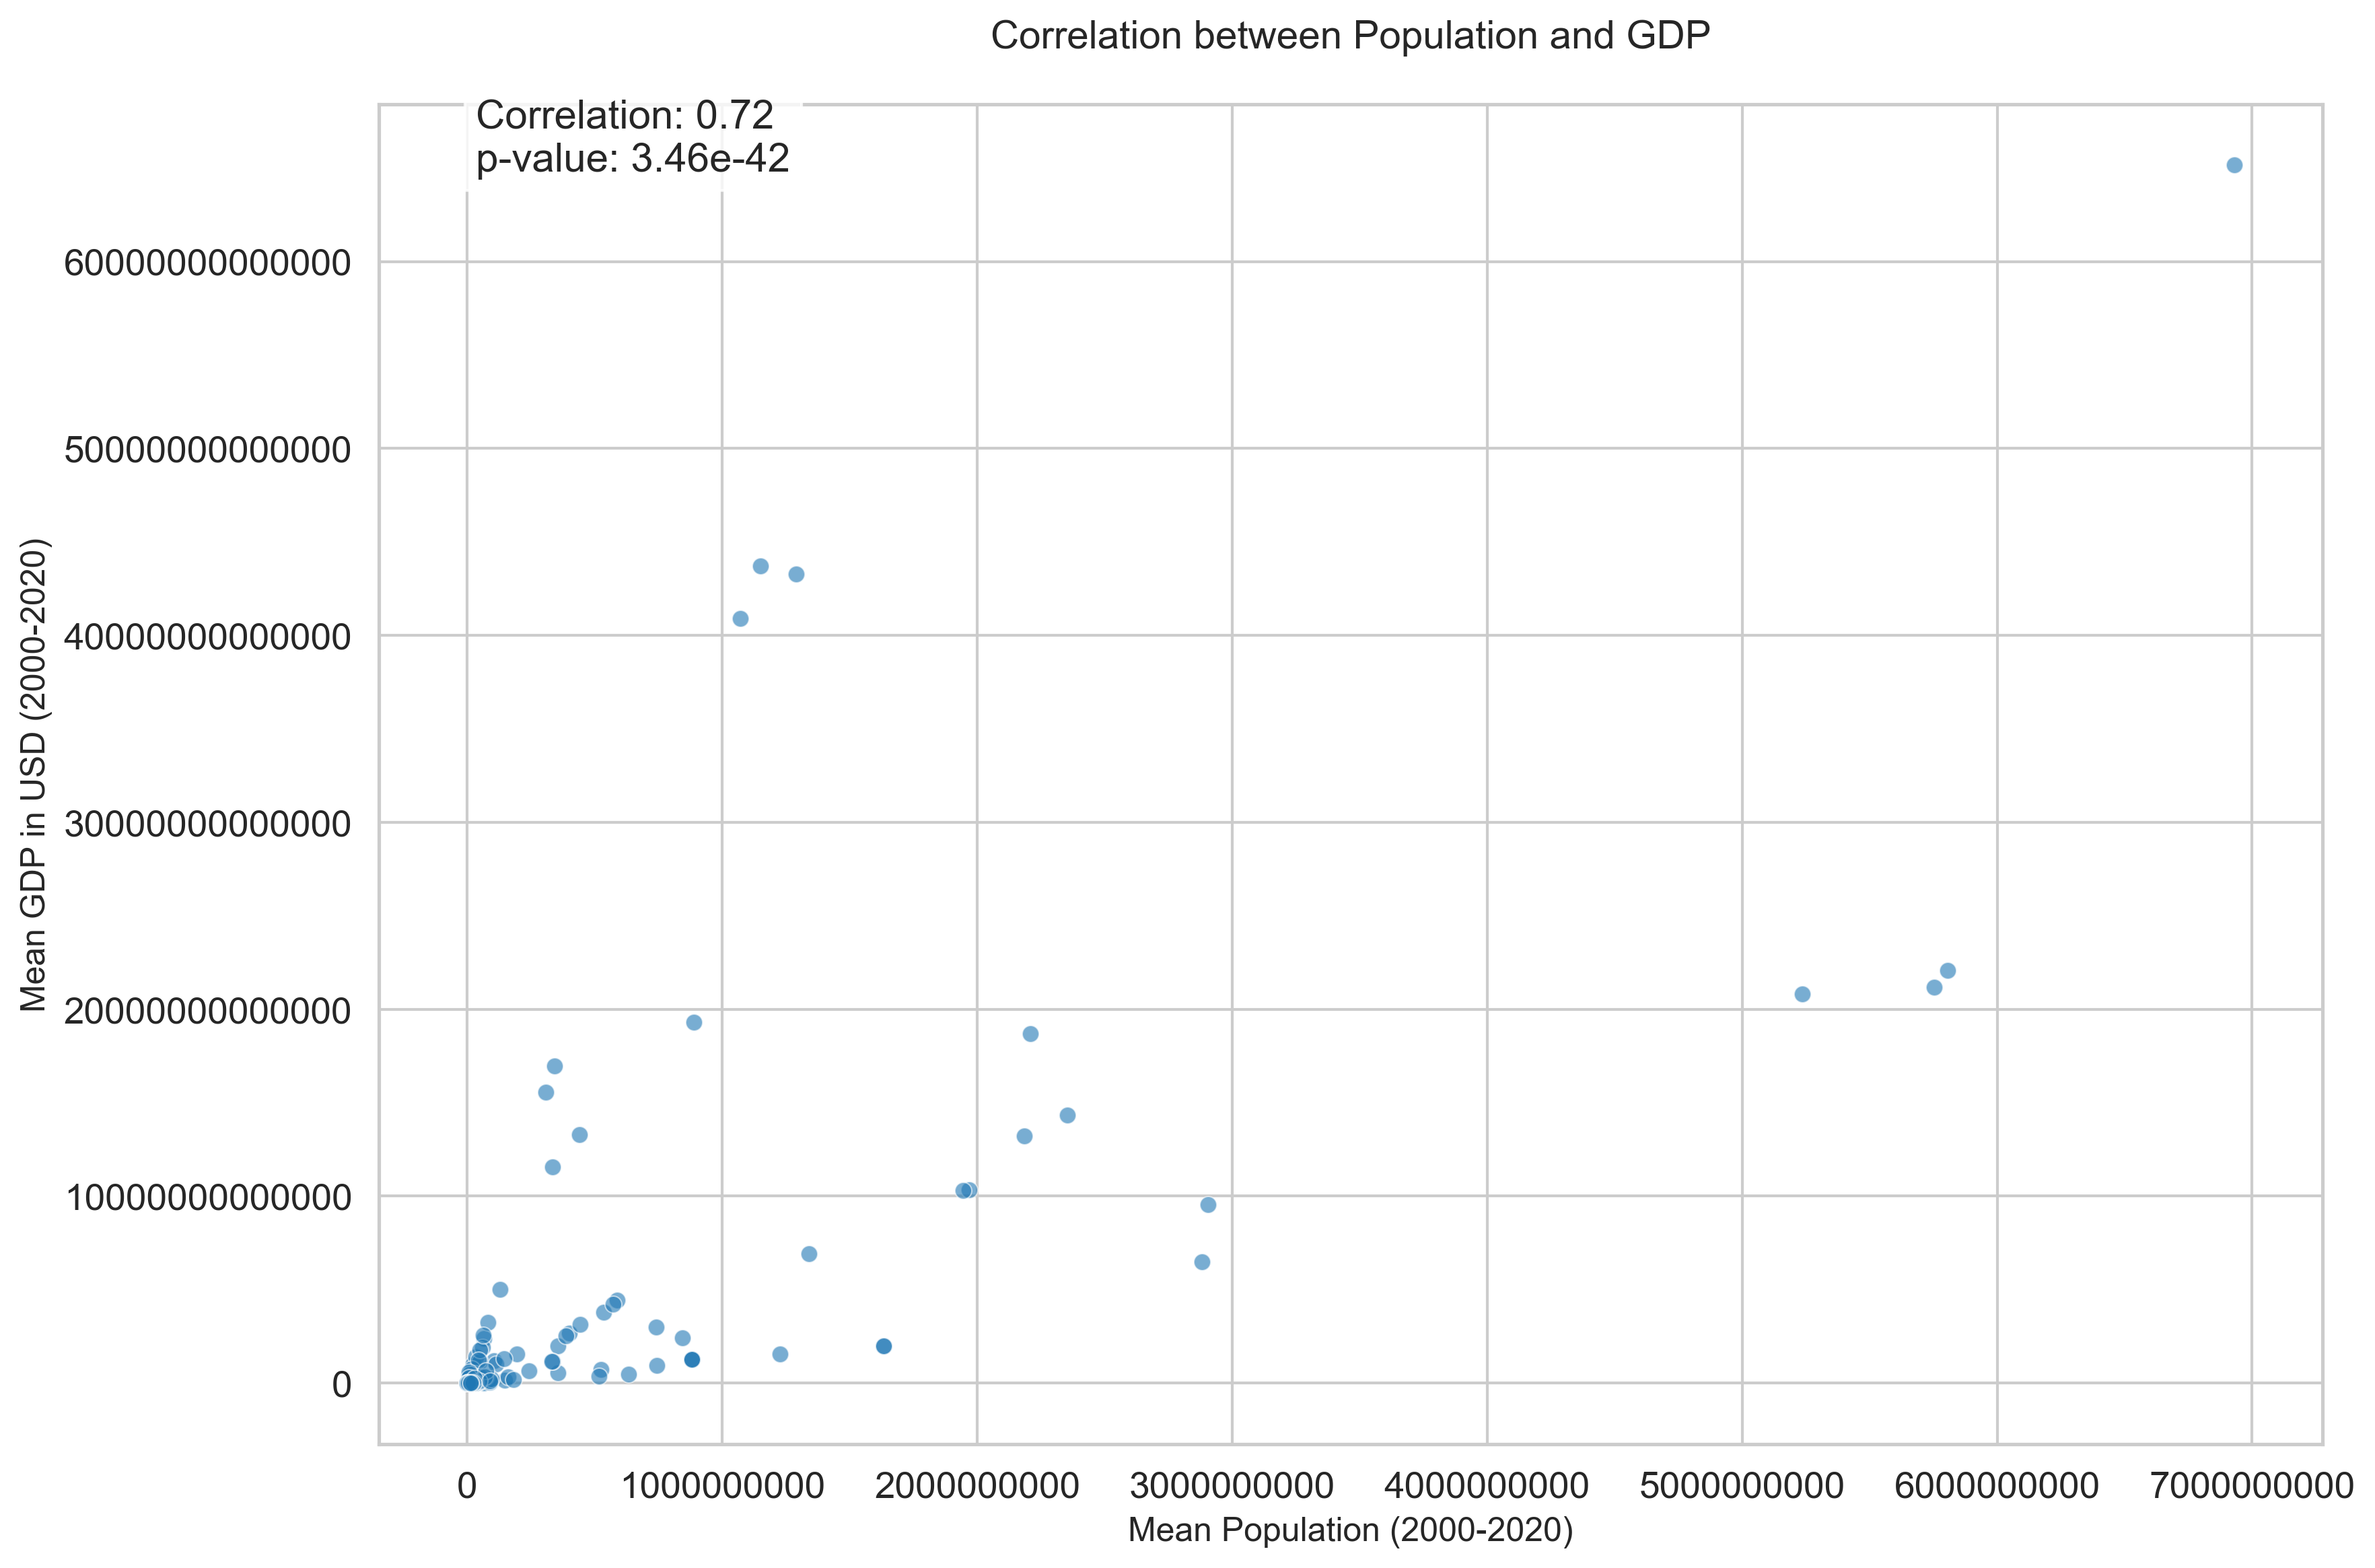 Correlation between Population and GDP
Correlation: 0.72
p-value: 3.46e-42
Mean GDP in USD (2000-2020)
60000000000000
50000000000000
40000000000000
30000000000000
20000000000000
10000000000000
0
0 1000000000 2000000000 3000000000 4000000000 5000000000 6000000000 7000000000
Mean Population (2000-2020)